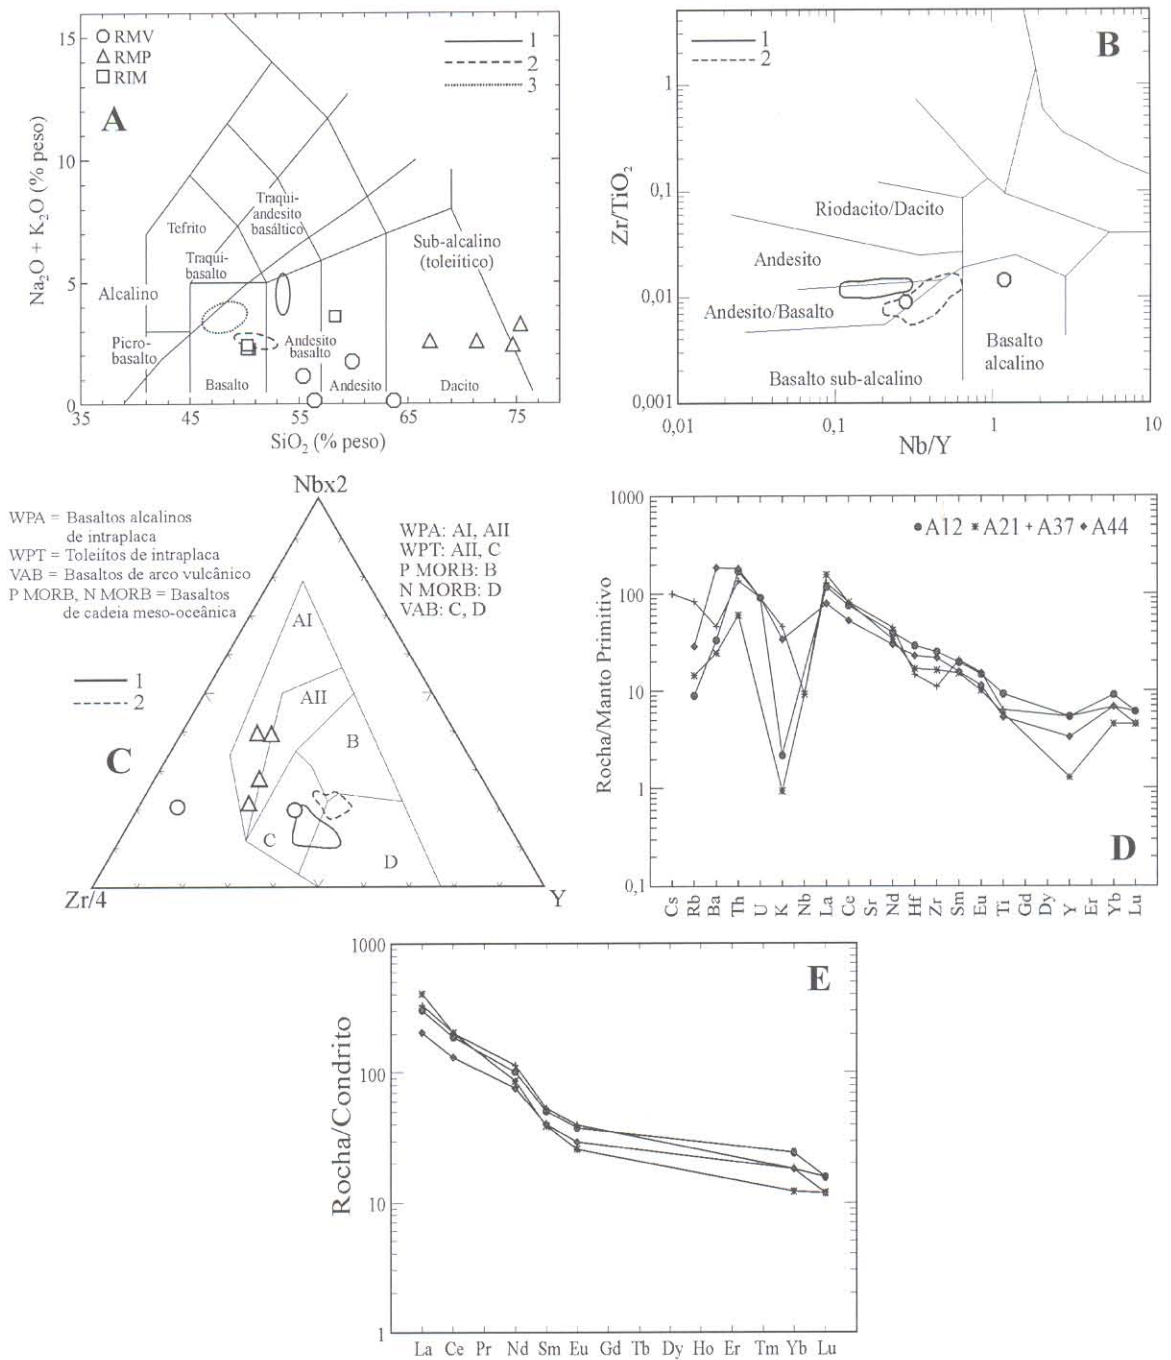 15
10
5
0
Na₂O + K₂O (% peso)
RMV
RMP
RIM
A
1
2
3
Tefrito
Traqui-
andesito
basáltico
Traqui-
basalto
Alcalino
Picro-
basalto
Basalto
Andesito
basalto
Andesito
Sub-alcalino
(toleiítico)
Dacito
35
45
55
65
75
SiO₂ (% peso)
1
2
B
1
0,1
0,01
0,001
Zr/TiO₂
Riodacito/Dacito
Andesito
Andesito/Basalto
Basalto sub-alcalino
Basalto
alcalino
0,01
0,1
1
10
Nb/Y
Nbx2
WPA = Basaltos alcalinos
de intraplaca
WPT = Toleiítos de intraplaca
VAB = Basaltos de arco vulcânico
P MORB, N MORB = Basaltos
de cadeia meso-oceânica
WPA: AI, AII
WPT: AII, C
P MORB: B
N MORB: D
VAB: C, D
1
2
C
AI
AII
B
C
D
Zr/4
Y
1000
100
10
1
0,1
Rocha/Manto Primitivo
A12 A21 A37 A44
D
Cs Rb Ba Th U K Nb La Ce Sr Nd Hf Zr Sm Eu Ti Gd Dy Y Er Yb Lu
1000
100
10
1
Rocha/Condrito
E
La Ce Pr Nd Sm Eu Gd Tb Dy Ho Er Tm Yb Lu